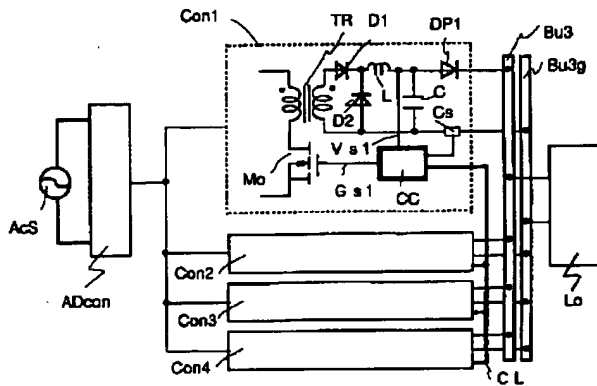 Con1
TR
D1
DP1
Bu3
Bu3g
L
C
D2
Cs
Vs1
Mo
Gs1
CC
AcS
ADcon
Con2
Con3
Con4
Lo
CL